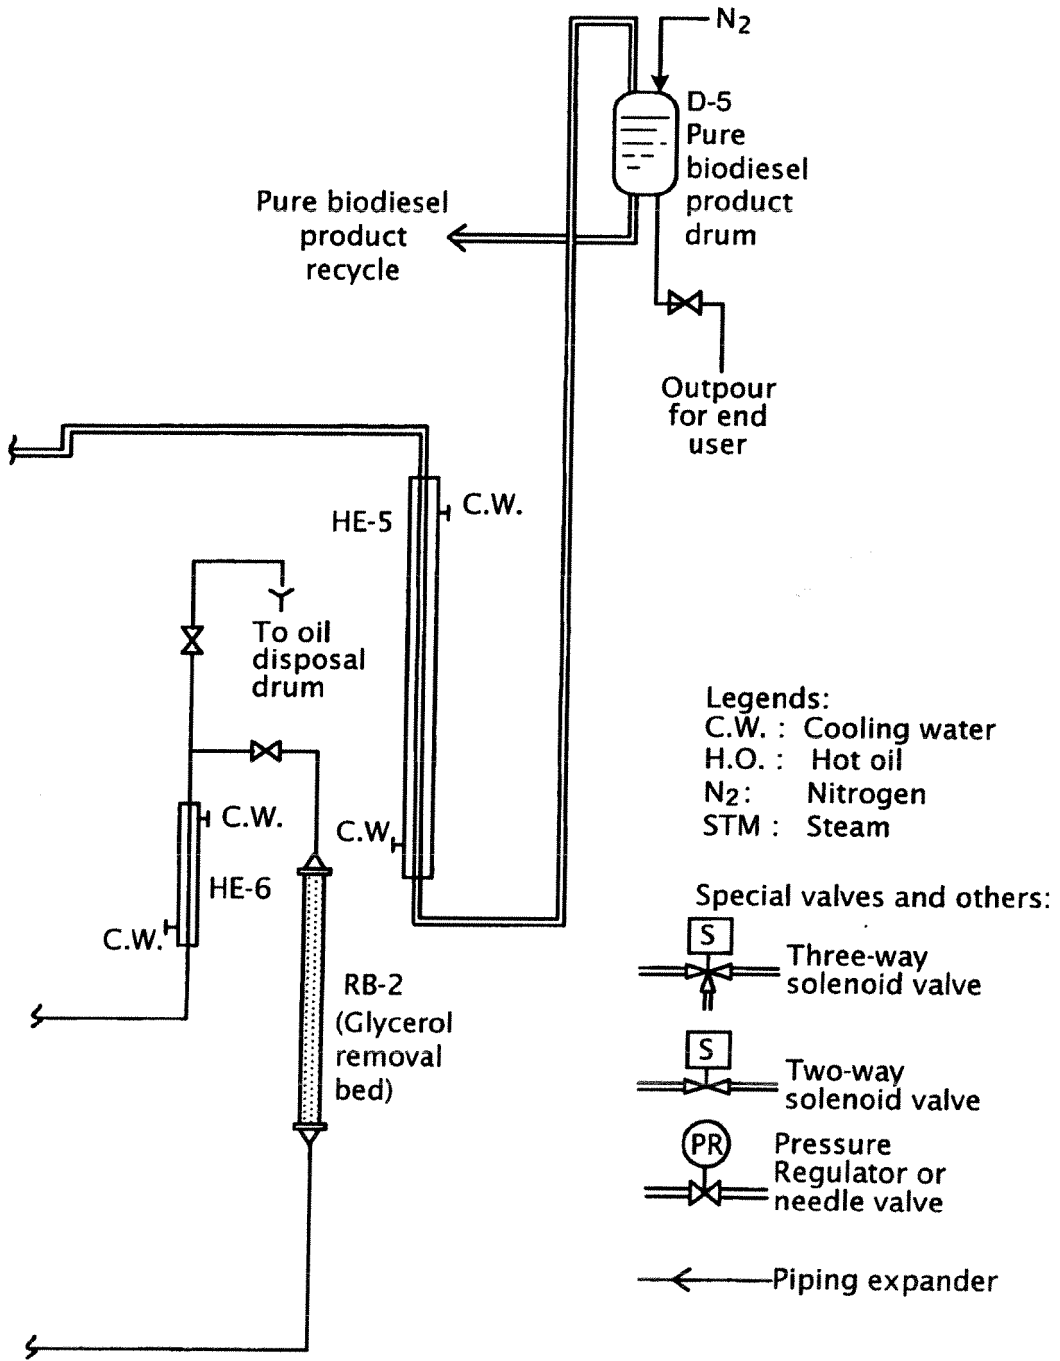 N2
D-5
Pure
biodiesel
product
drum
Pure biodiesel
product
recycle
Outpour
for end
user
HE-5
C.W.
To oil
disposal
drum
C.W.
C.W
HE-6
C.W.
RB-2
(Glycerol
removal
bed)
Legends:
C.W. : Cooling water
H.O. : Hot oil
N2 : Nitrogen
STM : Steam
Special valves and others:
S
Three-way
solenoid valve
S
Two-way
solenoid valve
PR
Pressure
Regulator or
needle valve
Piping expander